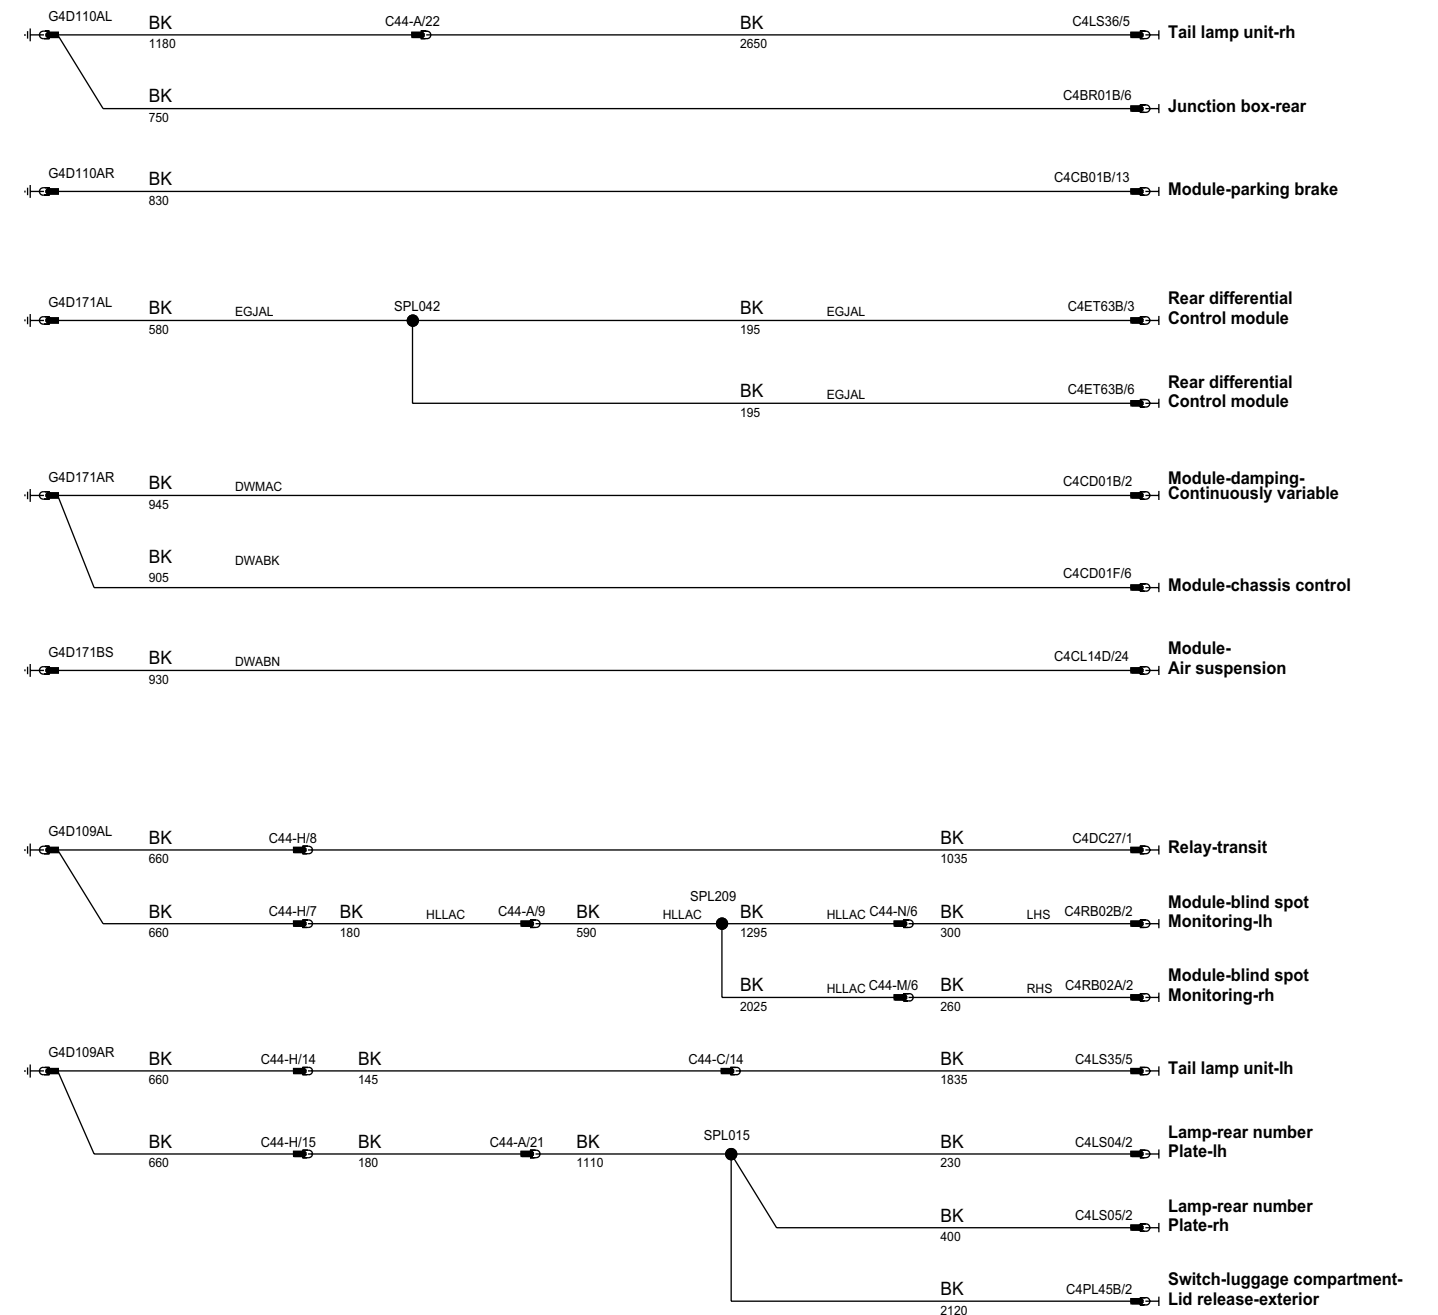 G4D110AL BK C44-A/22 BK C4LS36/5 Tail lamp unit-rh
1180 2650
BK C4BR01B/6 Junction box-rear
750
G4D110AR BK C4CB01B/13 Module-parking brake
830
G4D171AL BK EGJAL SPL042 BK EGJAL C4ET63B/3 Rear differential
580 195 Control module
BK EGJAL C4ET63B/6 Rear differential
195 Control module
G4D171AR BK DWMAC C4CD01B/2 Module-damping-
945 Continuously variable
BK DWABK
905 C4CD01F/6 Module-chassis control
G4D171BS BK DWABN C4CL14D/24 Module-
930 Air suspension
G4D109AL BK C44-H/8 BK C4DC27/1 Relay-transit
660 1035
SPL209
BK C44-H/7 BK HLLAC C44-A/9 BK HLLAC BK HLLAC C44-N/6 BK LHS C4RB02B/2 Module-blind spot
660 180 590 1295 300 Monitoring-lh
BK HLLAC C44-M/6 BK RHS C4RB02A/2 Module-blind spot
2025 260 Monitoring-rh
G4D109AR BK C44-H/14 BK C44-C/14 BK C4LS35/5 Tail lamp unit-lh
660 145 1835
BK C44-H/15 BK C44-A/21 BK SPL015 BK C4LS04/2 Lamp-rear number
660 180 1110 230 Plate-lh
BK C4LS05/2 Lamp-rear number
400 Plate-rh
BK C4PL45B/2 Switch-luggage compartment-
2120 Lid release-exterior